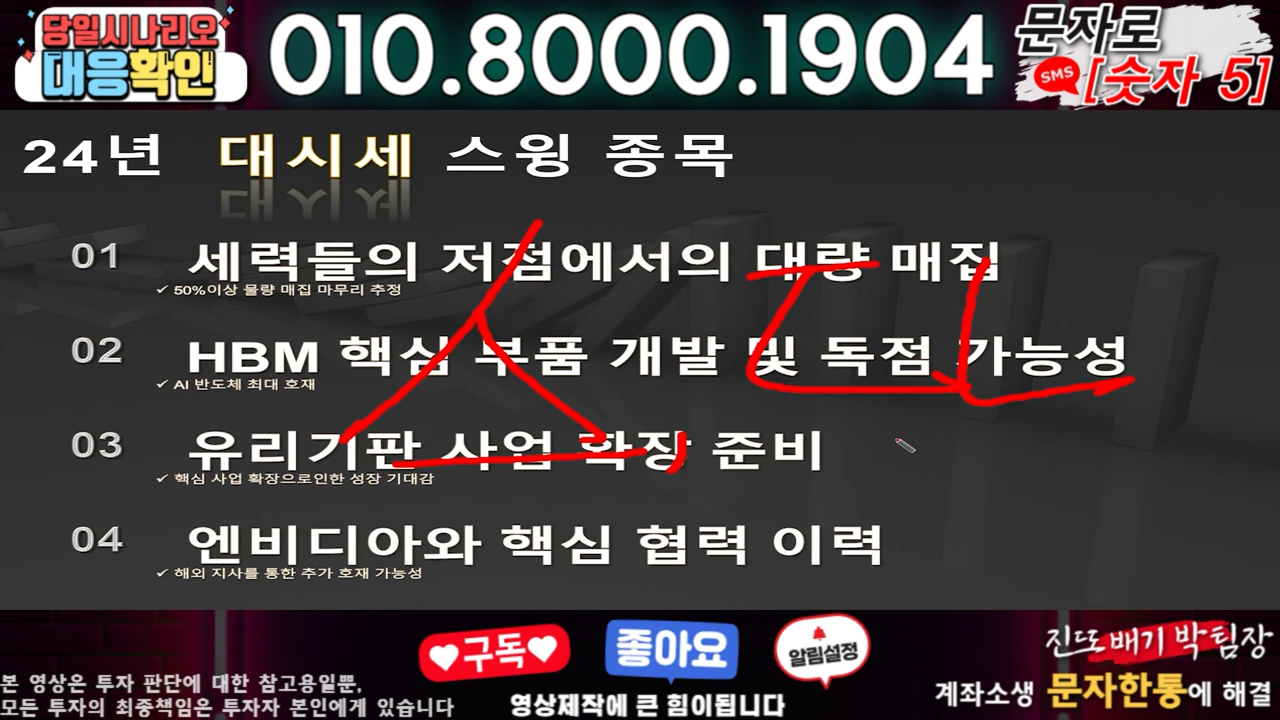 당일시나리오
대응확인
010.8000.1904
문자로
SMS [숫자 5]
24년 대시세 스윙 종목
01 세력들의 저점에서의 대량 매집
✓ 50%이상 물량 매집 마무리 추정
02 HBM 핵심 부품 개발 및 독점 가능성
✓ AI 반도체 최대 호재
03 유리기판 사업 확장 준비
✓ 핵심 사업 확장으로인한 성장 기대감
04 엔비디아와 핵심 협력 이력
✓ 해외 지사를 통한 추가 호재 가능성
구독
좋아요
알림설정
영상제작에 큰 힘이됩니다
본 영상은 투자 판단에 대한 참고용일뿐,
모든 투자의 최종책임은 투자자 본인에게 있습니다
진또배기 박팀장
계좌소생 문자한통에 해결